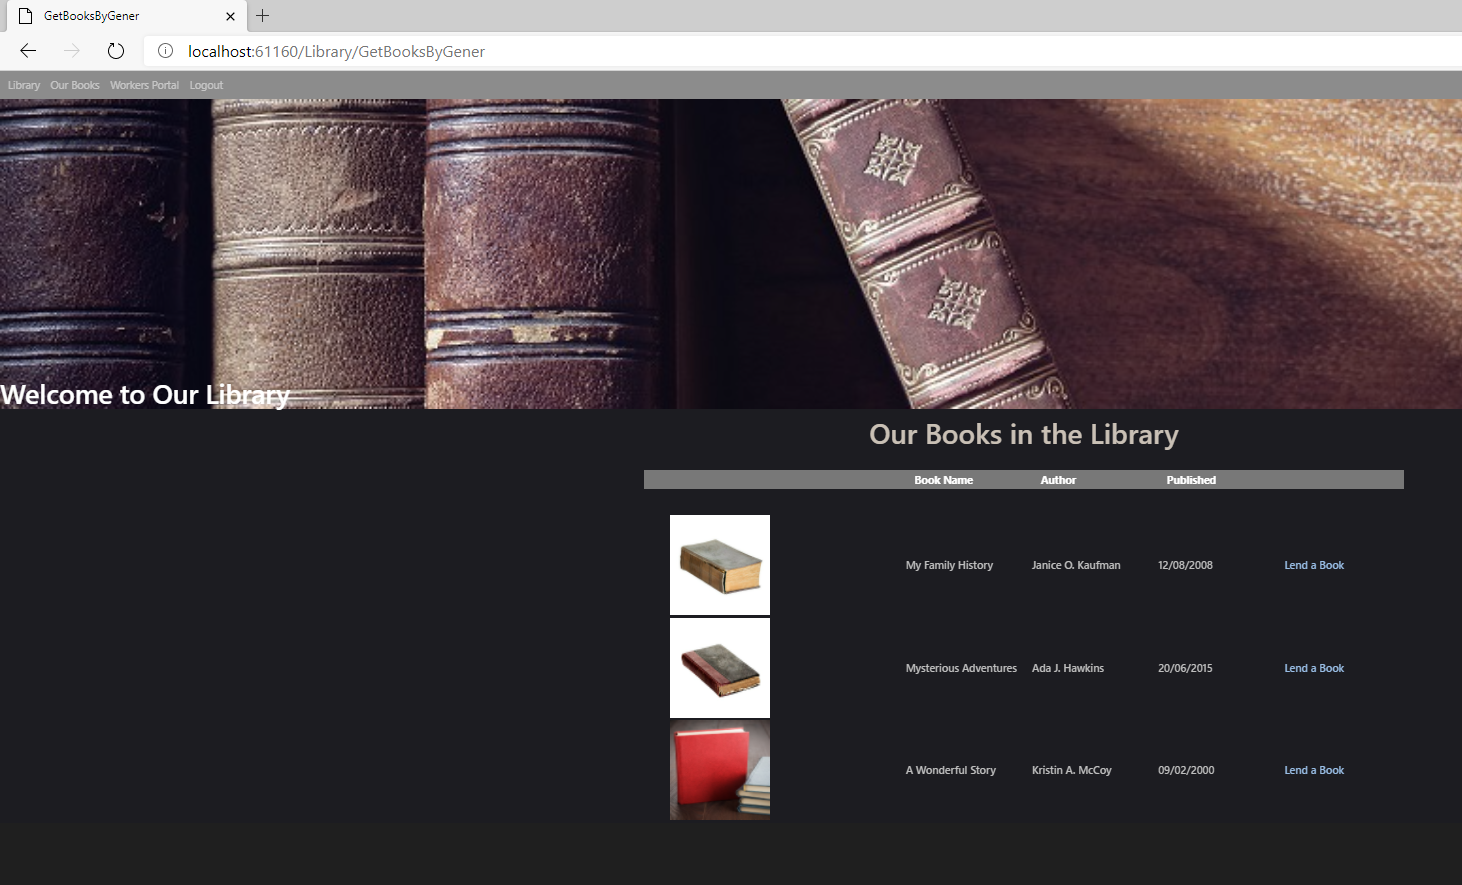 GetBooksByGener
localhost:61160/Library/GetBooksByGener
Library Our Books Workers Portal Logout
Welcome to Our Library
Our Books in the Library
Book Name Author Published
My Family History Janice O. Kaufman 12/08/2008 Lend a Book
Mysterious Adventures Ada J. Hawkins 20/06/2015 Lend a Book
A Wonderful Story Kristin A. McCoy 09/02/2000 Lend a Book